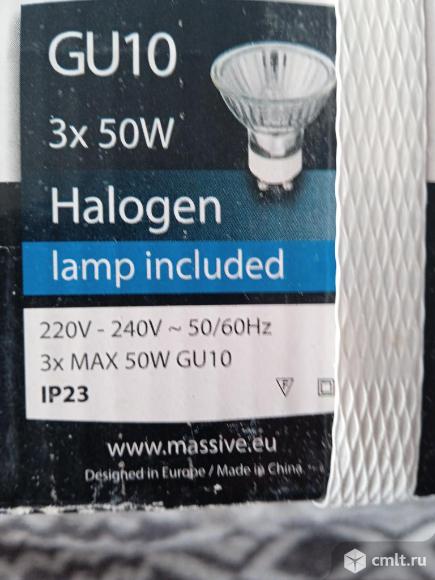 GU10
3x 50W
Halogen
lamp included
220V - 240V ~ 50/60Hz
3x MAX 50W GU10
IP23
F
www.massive.eu
Designed in Europe / Made in China
cmlt.ru